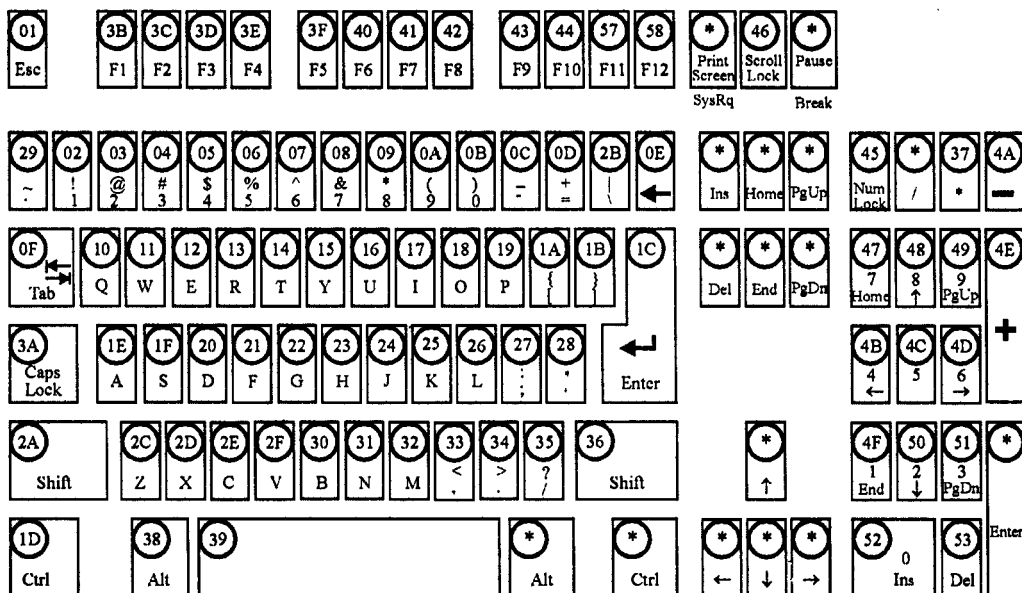 01 3B 3C 3D 3E 3F 40 41 42 43 44 57 58 * 46 *
Esc F1 F2 F3 F4 F5 F6 F7 F8 F9 F10 F11 F12 Print Screen Scroll Lock Pause
SysRq Break
29 02 03 04 05 06 07 08 09 0A 0B 0C 0D 2B 0E * * * 45 * 37 4A
~ ! @ # $ % ^ & * ( ) _ + |
` 1 2 3 4 5 6 7 8 9 0 - = \ ← Ins Home PgUp Num Lock / * −
0F 10 11 12 13 14 15 16 17 18 19 1A 1B 1C * * * 47 48 49 4E
Tab Q W E R T Y U I O P { [ } ] Del End PgDn 7 Home 8 ↑ 9 PgUp +
3A 1E 1F 20 21 22 23 24 25 26 27 28 4B 4C 4D
Caps Lock A S D F G H J K L : ; " ' Enter 4 ← 5 6 →
2A 2C 2D 2E 2F 30 31 32 33 34 35 36 * 4F 50 51 *
Shift Z X C V B N M < , > . ? / Shift ↑ 1 End 2 ↓ 3 PgDn Enter
1D 38 39 * * * * * 52 53
Ctrl Alt Alt Ctrl ← ↓ → 0 Ins Del